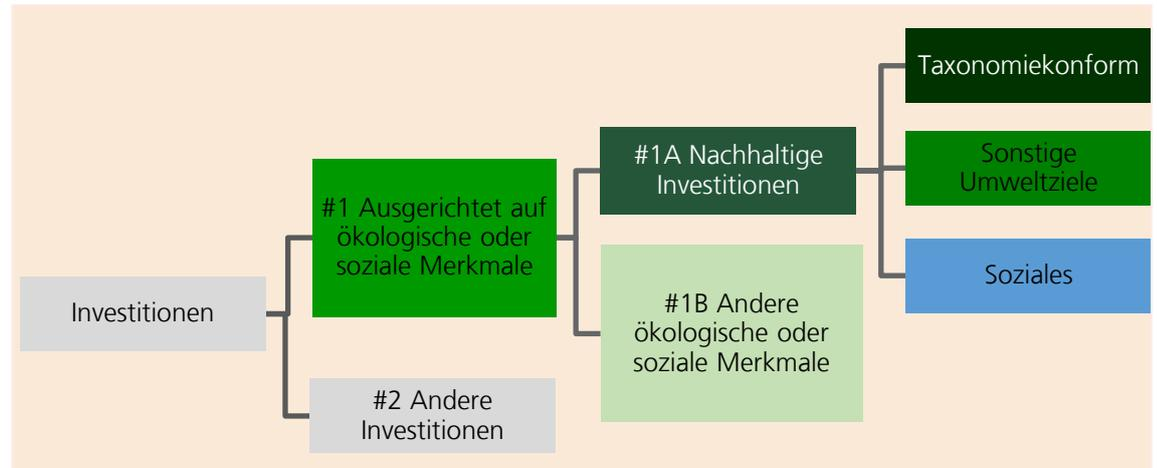 Investitionen
#1 Ausgerichtet auf
ökologische oder
soziale Merkmale
#2 Andere
Investitionen
#1A Nachhaltige
Investitionen
#1B Andere
ökologische oder
soziale Merkmale
Taxonomiekonform
Sonstige
Umweltziele
Soziales